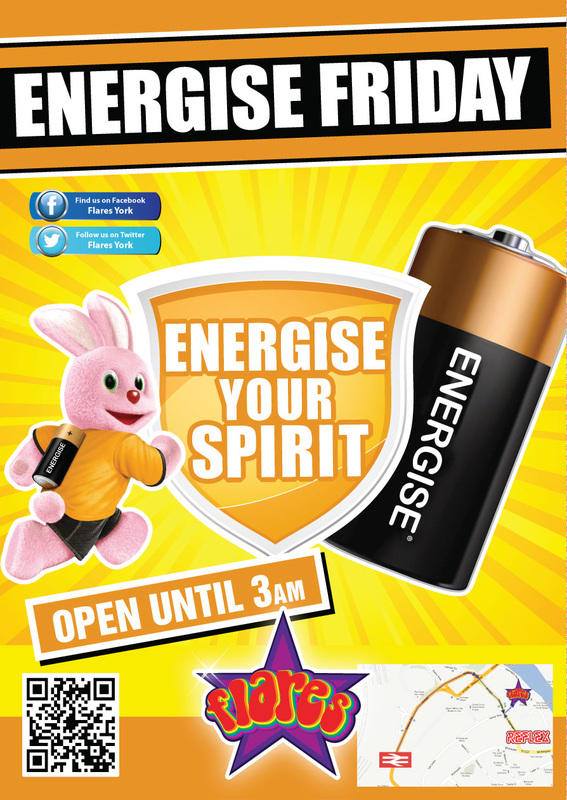 ENERGISE FRIDAY
Find us on Facebook
Flares York
Follow us on Twitter
Flares York
ENERGISE
YOUR
SPIRIT
ENERGISE®
ENERGISE
OPEN UNTIL 3AM
flares
flares
REFLEX